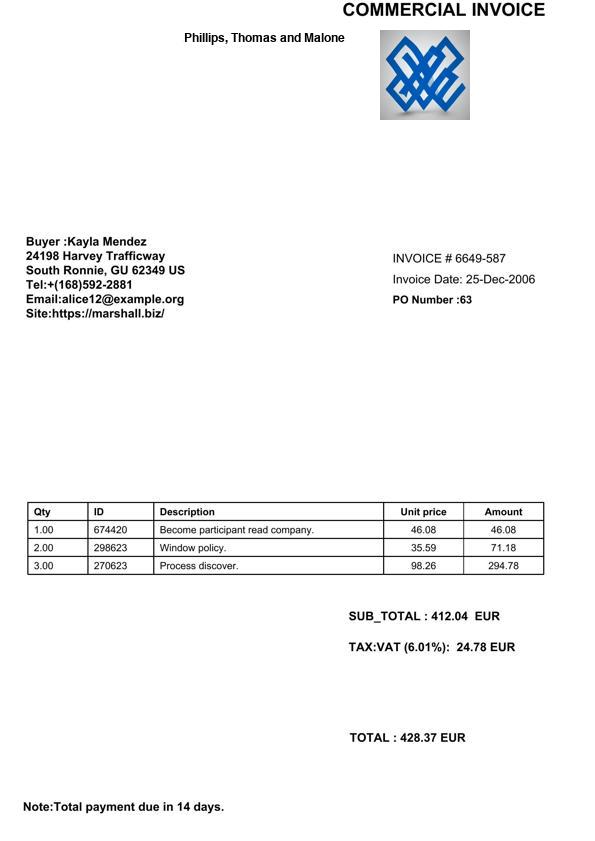 COMMERCIAL INVOICE
Phillips, Thomas and Malone
Buyer :Kayla Mendez
24198 Harvey Trafficway
South Ronnie, GU 62349 US
Tel:+(168)592-2881
Email:alice12@example.org
Site:https://marshall.biz/
INVOICE # 6649-587
Invoice Date: 25-Dec-2006
PO Number :63
Qty ID Description Unit price Amount
1.00 674420 Become participant read company. 46.08 46.08
2.00 298623 Window policy. 35.59 71.18
3.00 270623 Process discover. 98.26 294.78
SUB_TOTAL : 412.04 EUR
TAX:VAT (6.01%): 24.78 EUR
TOTAL : 428.37 EUR
Note:Total payment due in 14 days.